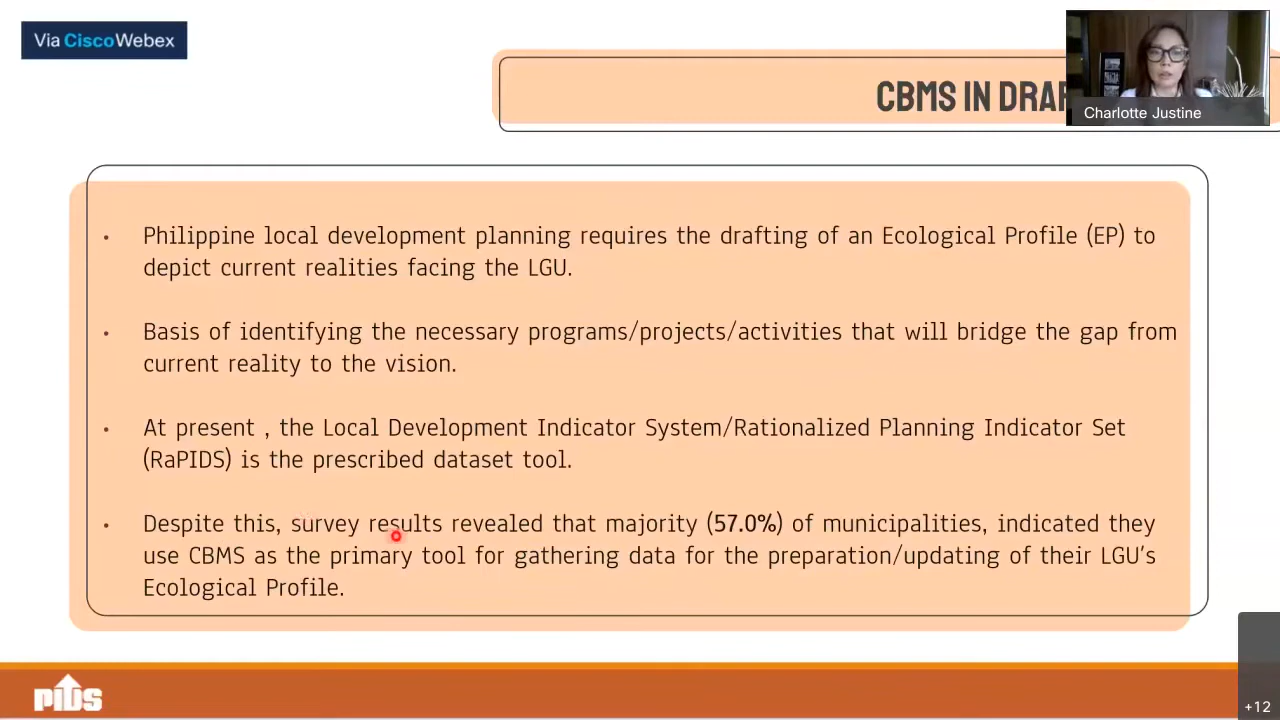 Via CiscoWebex
CBMS IN DRAF
Charlotte Justine
• Philippine local development planning requires the drafting of an Ecological Profile (EP) to
depict current realities facing the LGU.
• Basis of identifying the necessary programs/projects/activities that will bridge the gap from
current reality to the vision.
• At present , the Local Development Indicator System/Rationalized Planning Indicator Set
(RaPIDS) is the prescribed dataset tool.
• Despite this, survey results revealed that majority (57.0%) of municipalities, indicated they
use CBMS as the primary tool for gathering data for the preparation/updating of their LGU's
Ecological Profile.
PIDS
+12